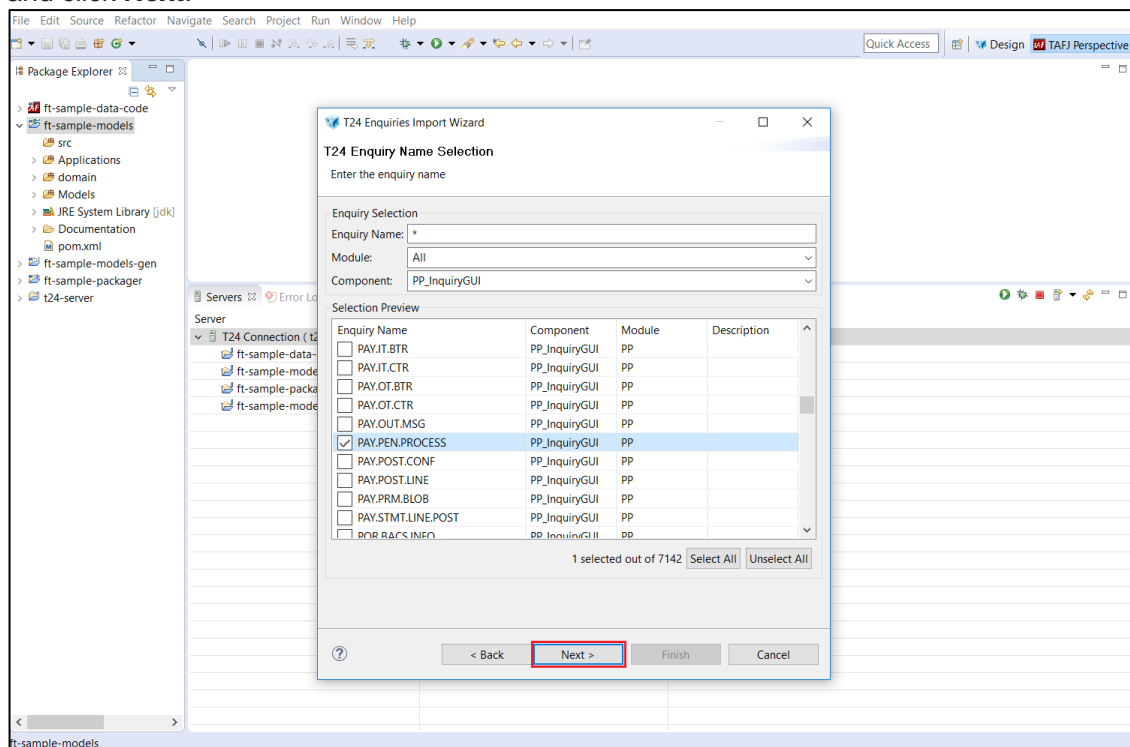 File Edit Source Refactor Navigate Search Project Run Window Help
Quick Access Design TAFJ Perspective
Package Explorer
ft-sample-data-code
ft-sample-models
src
Applications
domain
Models
JRE System Library [jdk]
Documentation
pom.xml
ft-sample-models-gen
ft-sample-packager
t24-server
Servers Error Lo
Server
T24 Connection ( t2
ft-sample-data-
ft-sample-mode
ft-sample-packa
ft-sample-mode
T24 Enquiries Import Wizard
T24 Enquiry Name Selection
Enter the enquiry name
Enquiry Selection
Enquiry Name: *
Module: All
Component: PP_InquiryGUI
Selection Preview
Enquiry Name Component Module Description
PAY.IT.BTR PP_InquiryGUI PP
PAY.IT.CTR PP_InquiryGUI PP
PAY.OT.BTR PP_InquiryGUI PP
PAY.OT.CTR PP_InquiryGUI PP
PAY.OUT.MSG PP_InquiryGUI PP
PAY.PEN.PROCESS PP_InquiryGUI PP
PAY.POST.CONF PP_InquiryGUI PP
PAY.POST.LINE PP_InquiryGUI PP
PAY.PRM.BLOB PP_InquiryGUI PP
PAY.STMT.LINE.POST PP_InquiryGUI PP
POR.BACS.INFO PP_InquiryGUI PP
1 selected out of 7142 Select All Unselect All
< Back Next > Finish Cancel
ft-sample-models